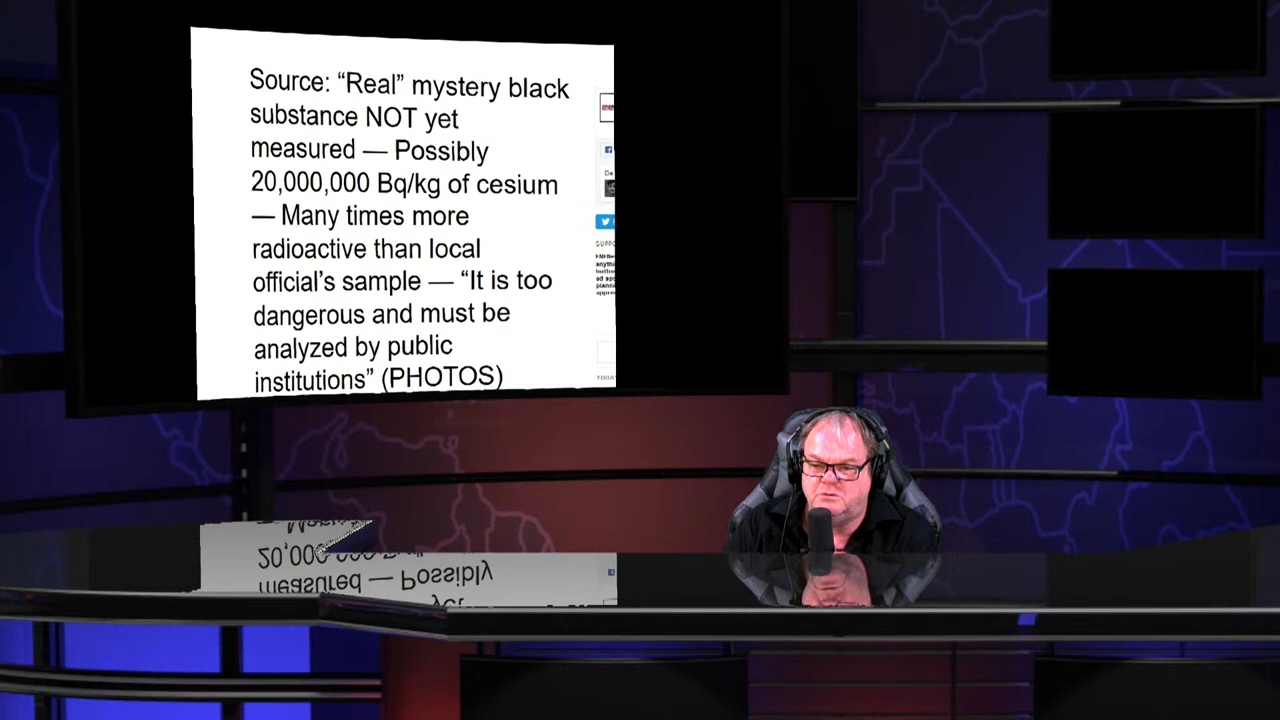 Source: “Real” mystery black
substance NOT yet
measured — Possibly
20,000,000 Bq/kg of cesium
— Many times more
radioactive than local
official’s sample — “It is too
dangerous and must be
analyzed by public
institutions” (PHOTOS)